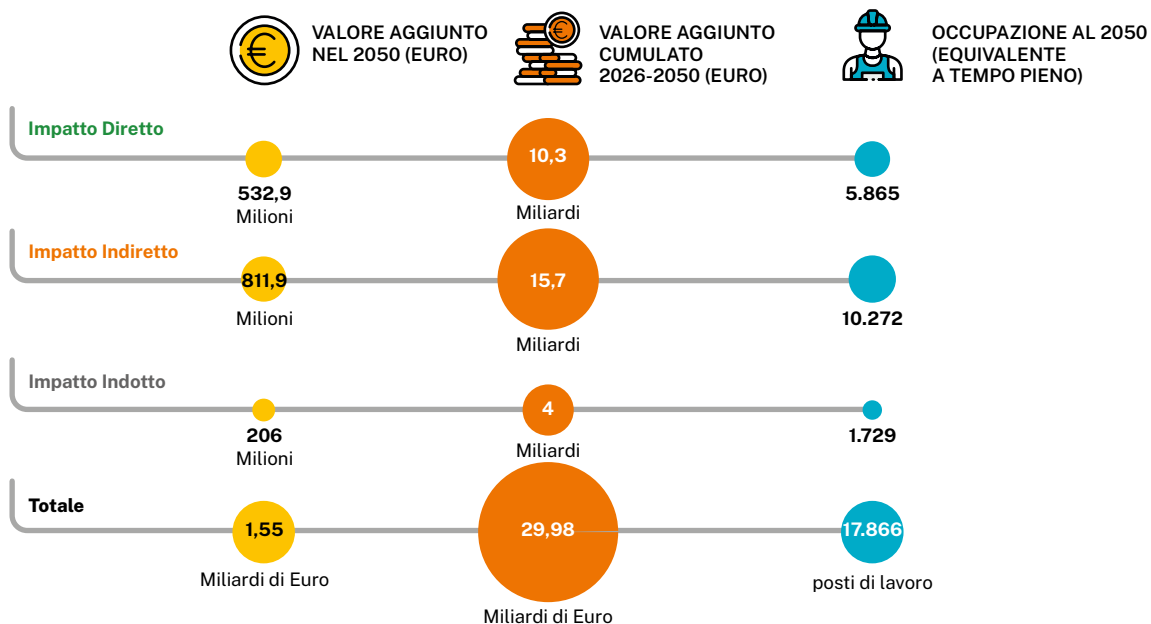 VALORE AGGIUNTO
NEL 2050 (EURO)
VALORE AGGIUNTO
CUMULATO
2026-2050 (EURO)
OCCUPAZIONE AL 2050
(EQUIVALENTE
A TEMPO PIENO)
Impatto Diretto
532,9
Milioni
10,3
Miliardi
5.865
Impatto Indiretto
811,9
Milioni
15,7
Miliardi
10.272
Impatto Indotto
206
Milioni
4
Miliardi
1.729
Totale
1,55
Miliardi di Euro
29,98
Miliardi di Euro
17.866
posti di lavoro